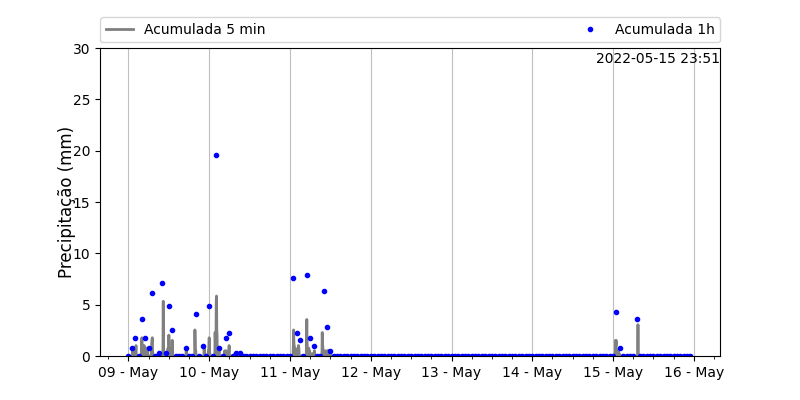 Acumulada 5 min
Acumulada 1h
2022-05-15 23:51
Precipitação (mm)
30
25
20
15
10
5
0
09 - May 10 - May 11 - May 12 - May 13 - May 14 - May 15 - May 16 - May